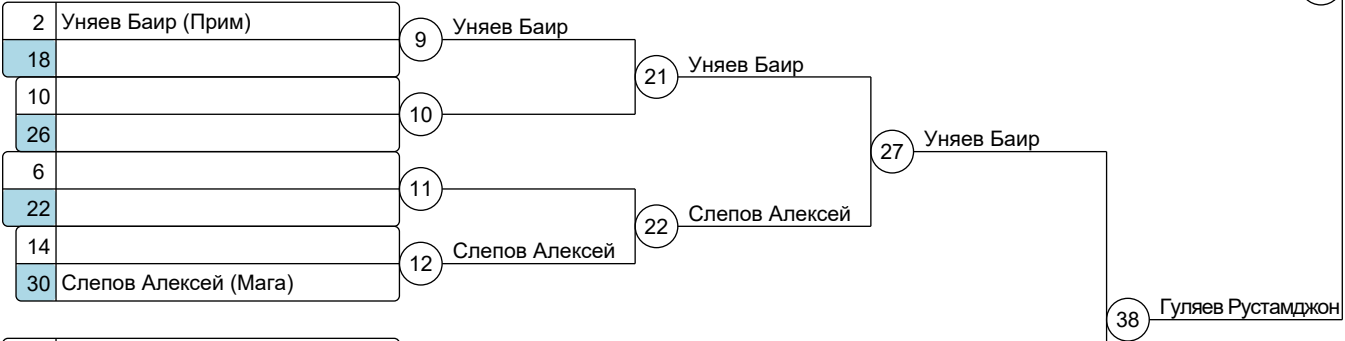 2 Уняев Баир (Прим)
18
10
26
6
22
14
30 Слепов Алексей (Мага)
9 Уняев Баир
10
11
12 Слепов Алексей
21 Уняев Баир
22 Слепов Алексей
27 Уняев Баир
38 Гуляев Рустамджон